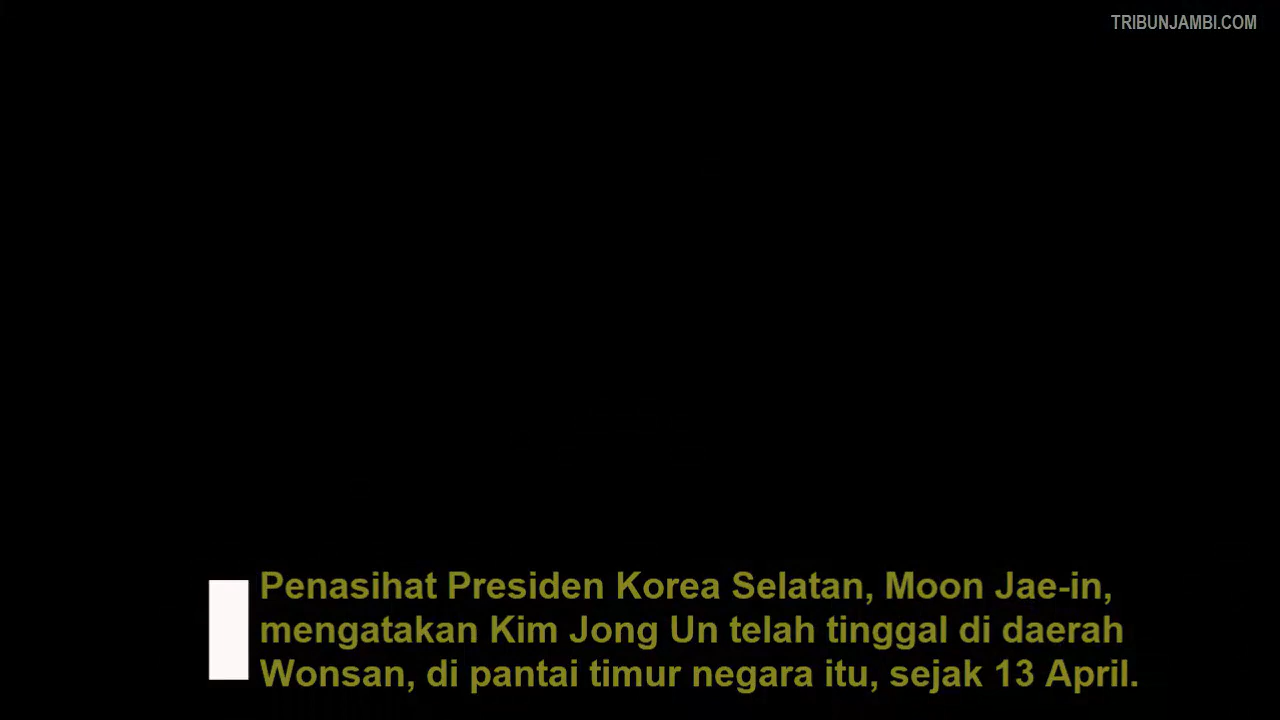 TRIBUNJAMBI.COM
Penasihat Presiden Korea Selatan, Moon Jae-in,
mengatakan Kim Jong Un telah tinggal di daerah
Wonsan, di pantai timur negara itu, sejak 13 April.